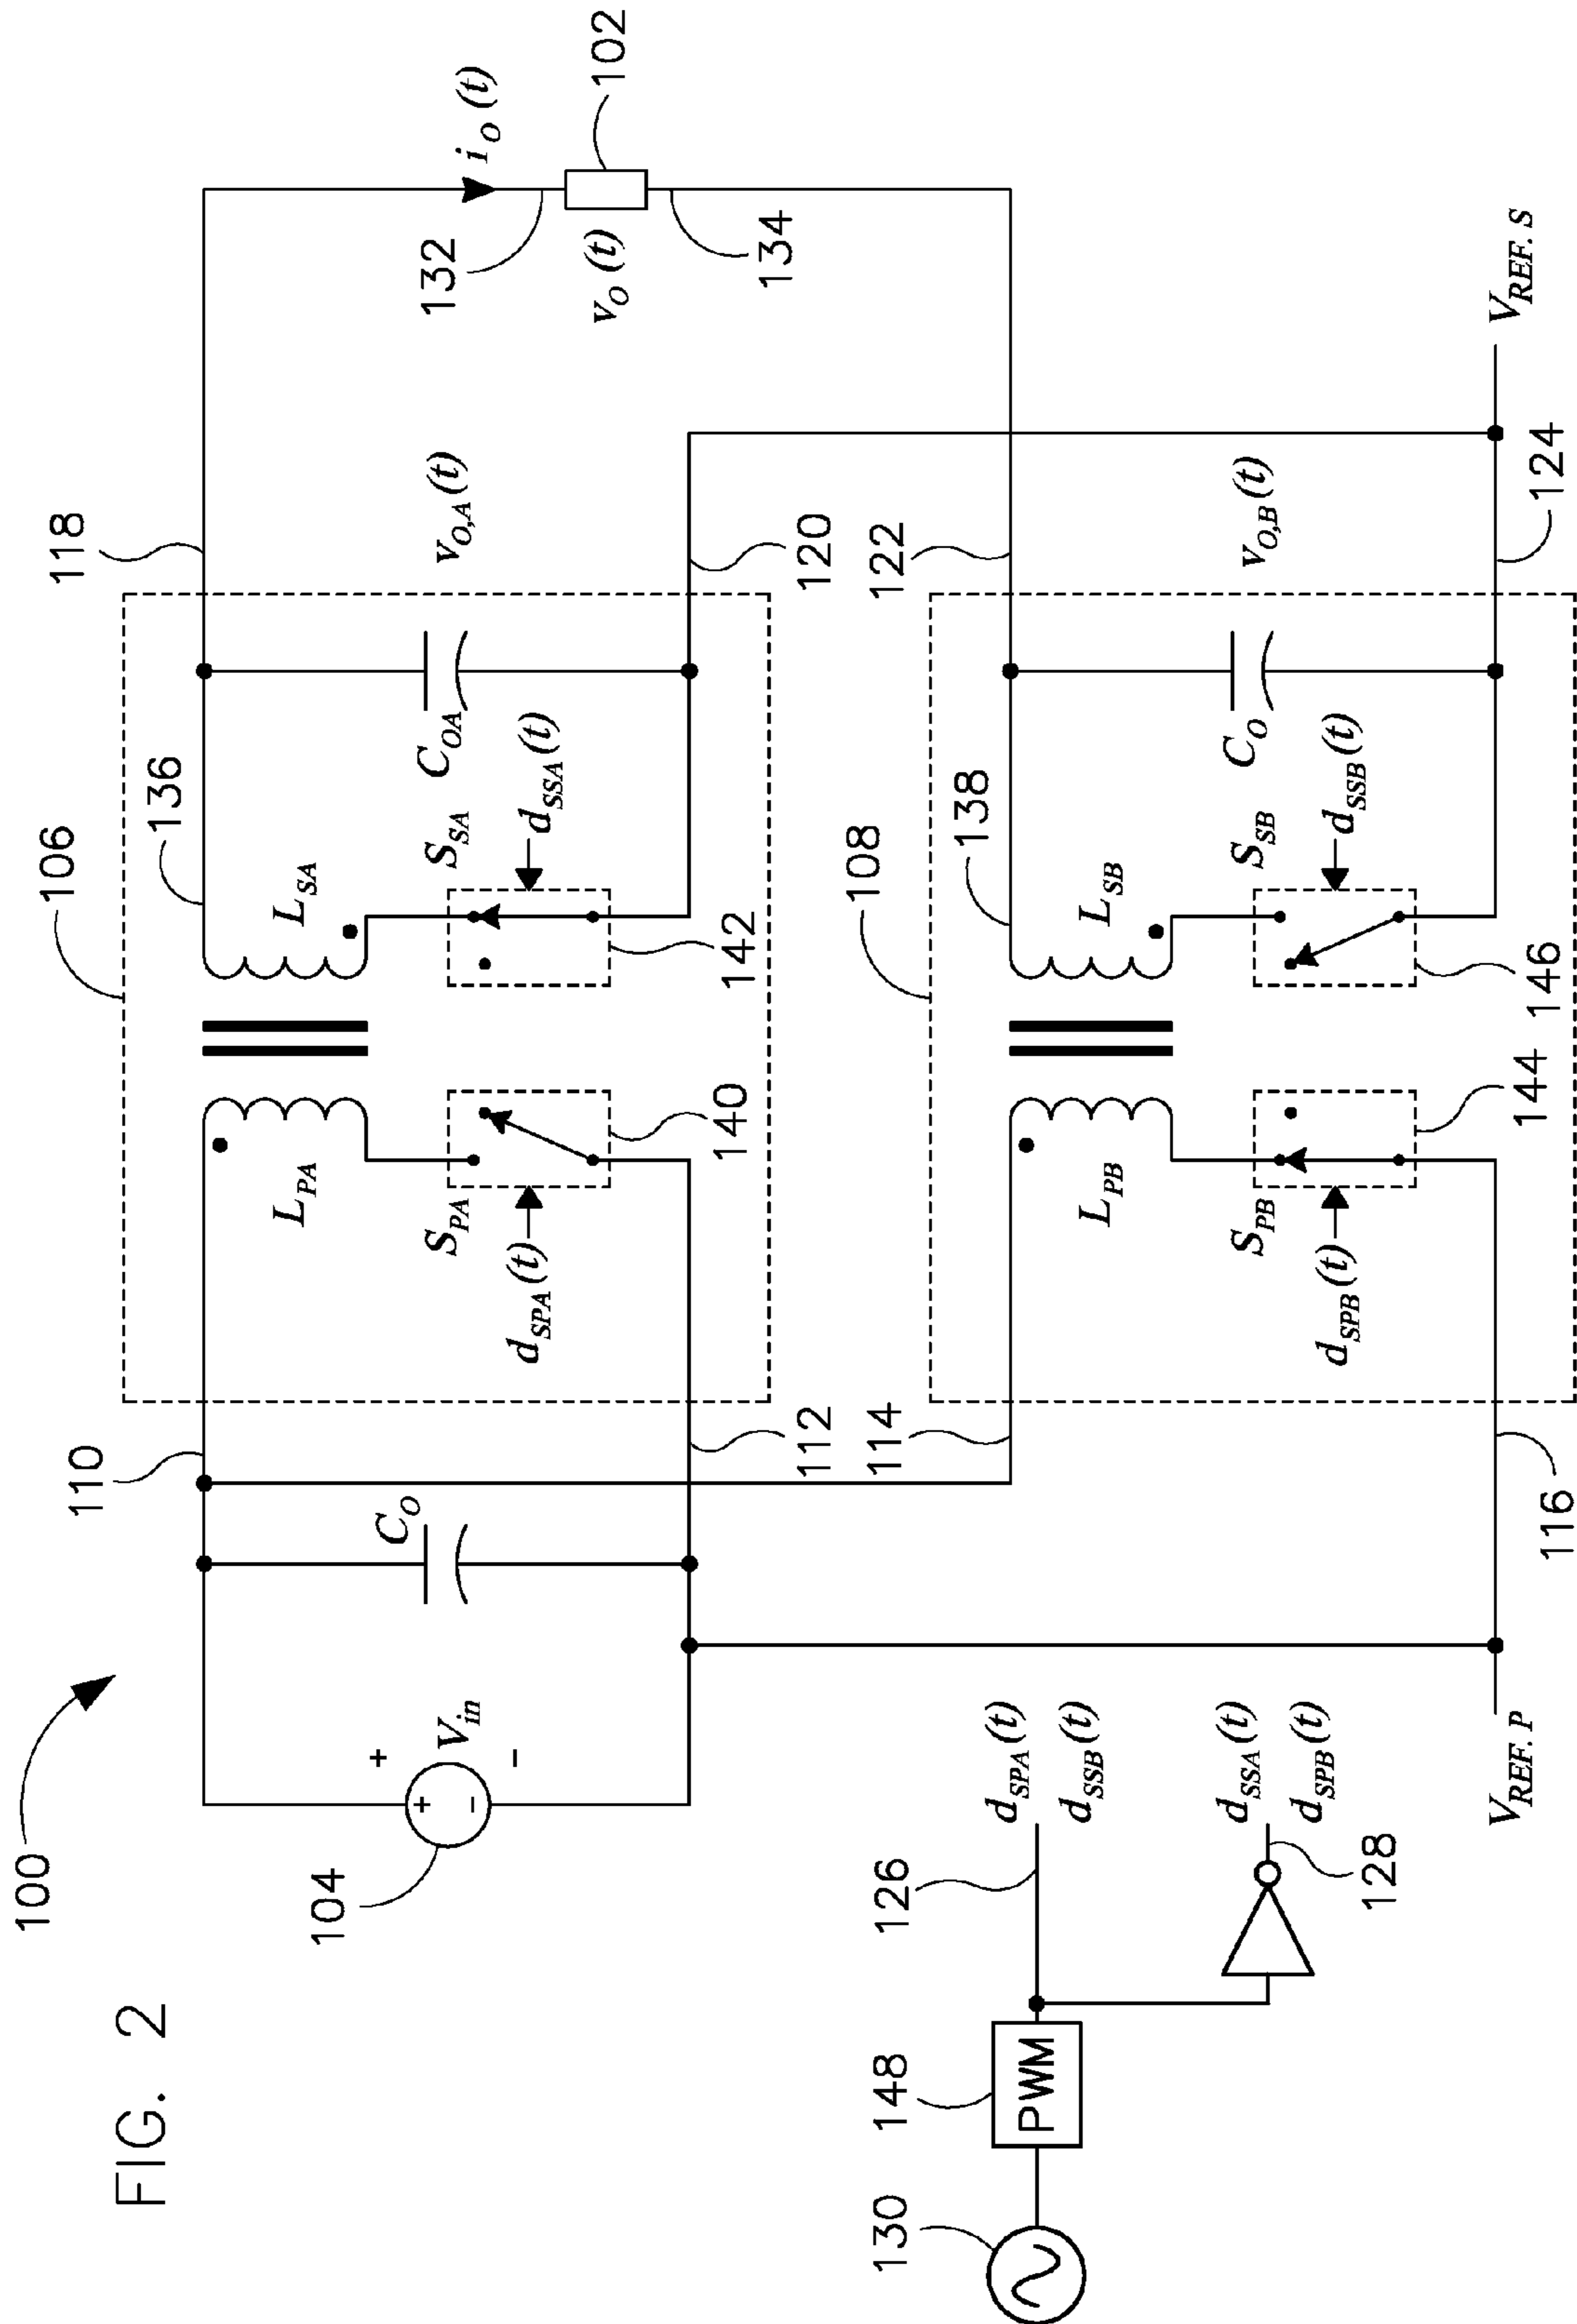 FIG. 2
100
104
V_in
+
-
+
-
C_O
110
112
114
116
V_REF.P
106
136
L_PA
L_SA
S_PA
d_SPA(t)
140
S_SA
d_SSA(t)
142
C_OA
118
v_O,A(t)
120
i_O(t)
132
102
v_O(t)
134
108
138
L_PB
L_SB
S_PB
d_SPB(t)
144
S_SB
d_SSB(t)
146
C_O
122
v_O,B(t)
124
V_REF.S
130
148
PWM
126
d_SPA(t)
d_SSB(t)
128
d_SSA(t)
d_SPB(t)